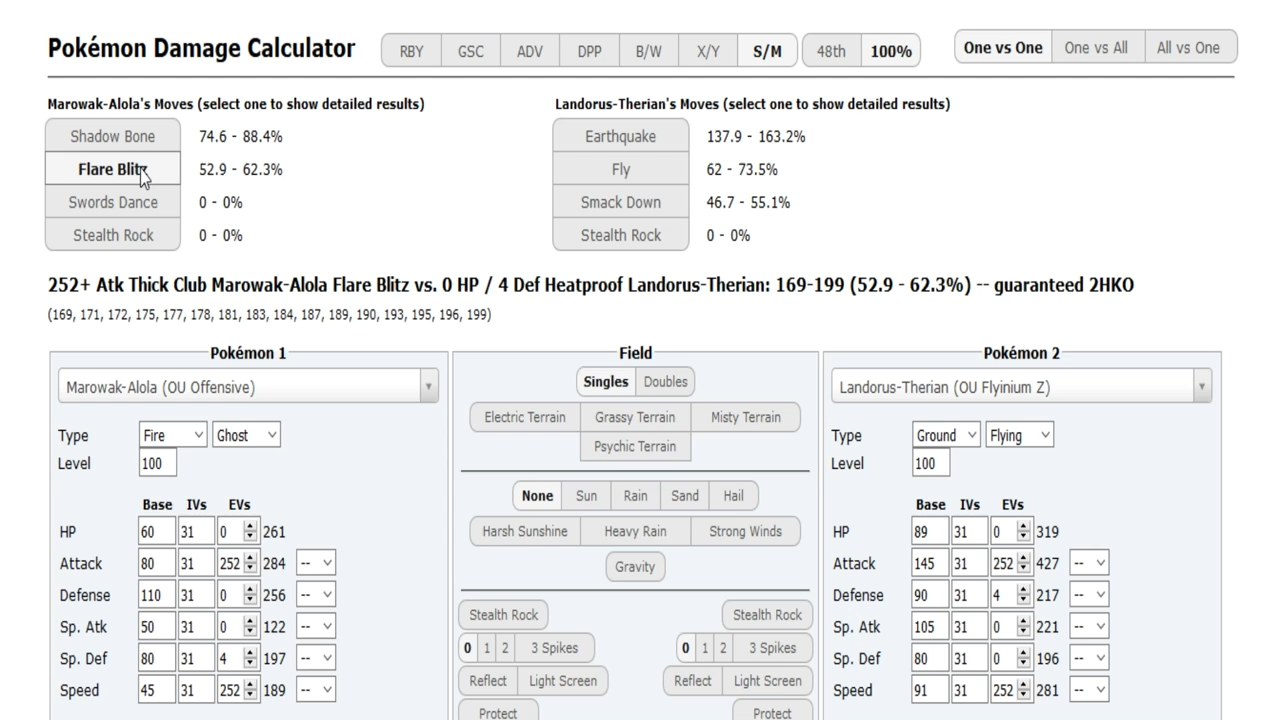 Pokémon Damage Calculator RBY GSC ADV DPP B/W X/Y S/M 48th 100% One vs One One vs All All vs One
Marowak-Alola's Moves (select one to show detailed results) Landorus-Therian's Moves (select one to show detailed results)
Shadow Bone 74.6 - 88.4% Earthquake 137.9 - 163.2%
Flare Blitz 52.9 - 62.3% Fly 62 - 73.5%
Swords Dance 0 - 0% Smack Down 46.7 - 55.1%
Stealth Rock 0 - 0% Stealth Rock 0 - 0%
252+ Atk Thick Club Marowak-Alola Flare Blitz vs. 0 HP / 4 Def Heatproof Landorus-Therian: 169-199 (52.9 - 62.3%) -- guaranteed 2HKO
(169, 171, 172, 175, 177, 178, 181, 183, 184, 187, 189, 190, 193, 195, 196, 199)
Pokémon 1 Field Pokémon 2
Marowak-Alola (OU Offensive) Singles Doubles Landorus-Therian (OU Flyinium Z)
Electric Terrain Grassy Terrain Misty Terrain
Type Fire Ghost Psychic Terrain Type Ground Flying
Level 100 Level 100
Base IVs EVs None Sun Rain Sand Hail Base IVs EVs
HP 60 31 0 261 Harsh Sunshine Heavy Rain Strong Winds HP 89 31 0 319
Attack 80 31 252 284 -- Gravity Attack 145 31 252 427 --
Defense 110 31 0 256 -- Defense 90 31 4 217 --
Sp. Atk 50 31 0 122 -- Stealth Rock Stealth Rock Sp. Atk 105 31 0 221 --
Sp. Def 80 31 4 197 -- 0 1 2 3 Spikes 0 1 2 3 Spikes Sp. Def 80 31 0 196 --
Speed 45 31 252 189 -- Reflect Light Screen Reflect Light Screen Speed 91 31 252 281 --
Protect Protect